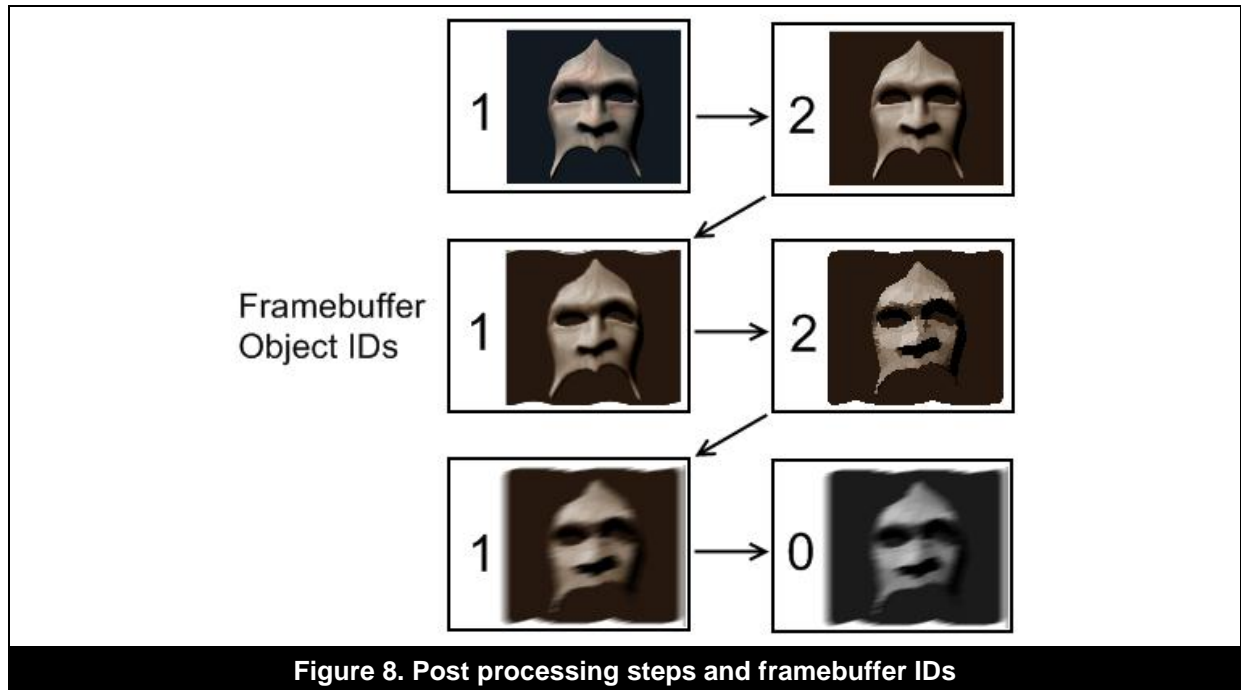 1
2
Framebuffer
Object IDs
1
2
1
0
Figure 8. Post processing steps and framebuffer IDs